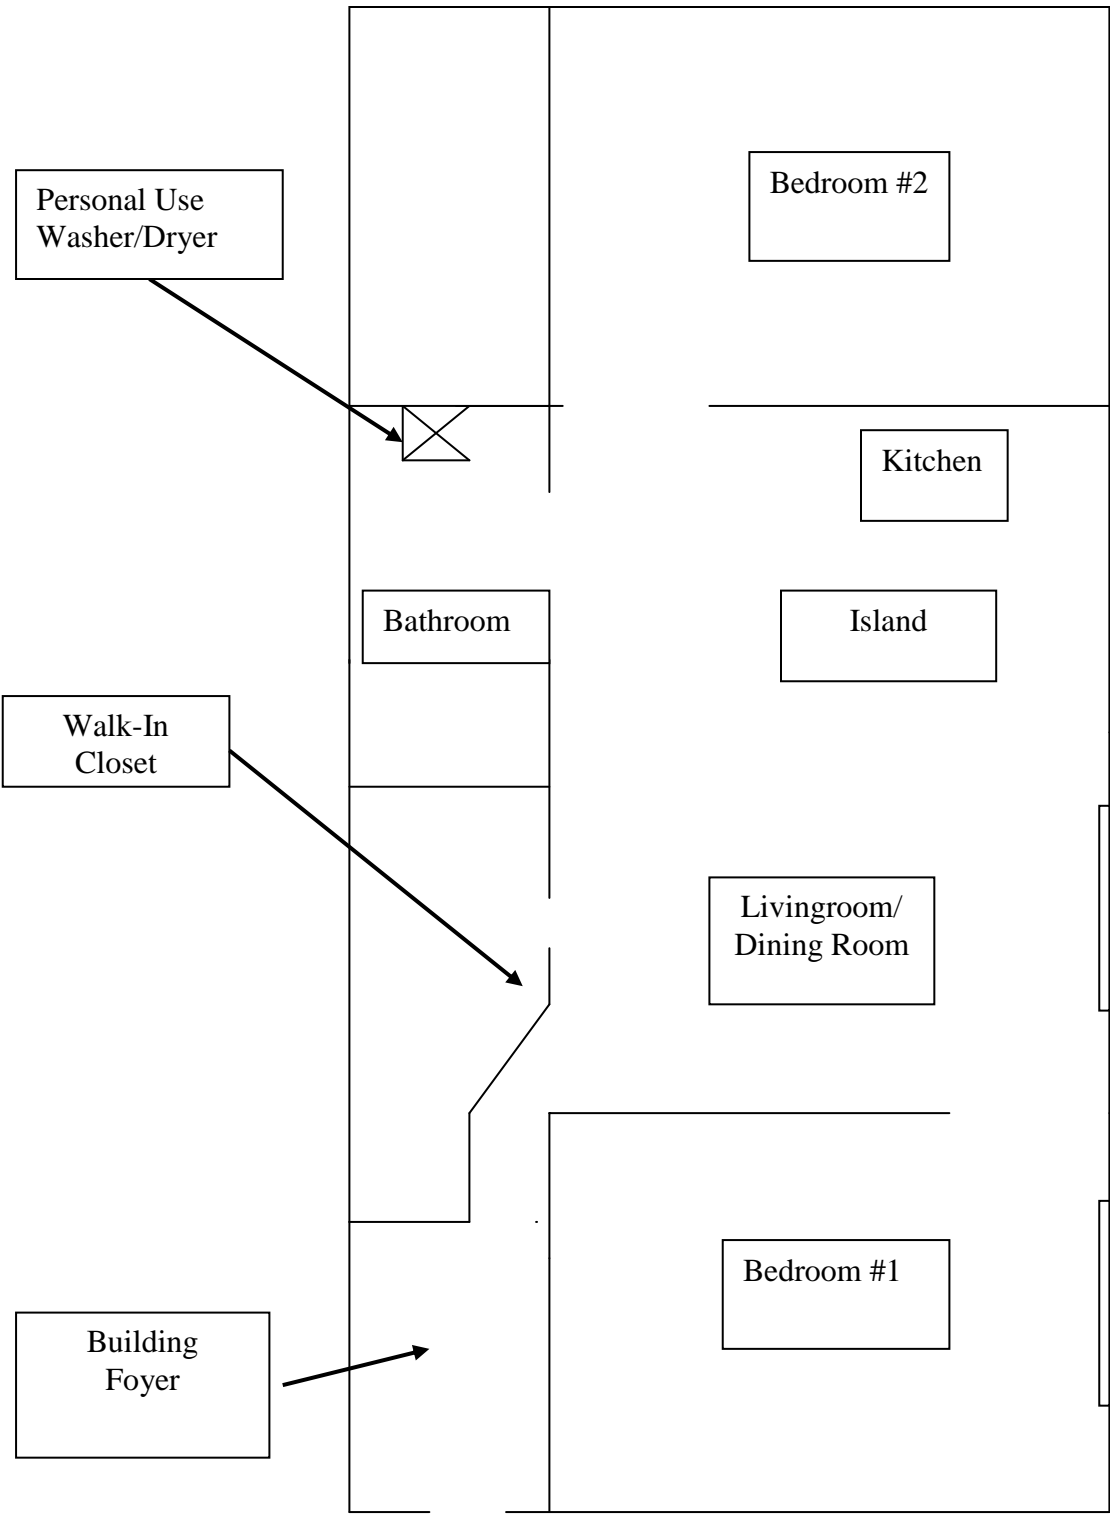 Bedroom #2
Personal Use
Washer/Dryer
Kitchen
Bathroom
Island
Walk-In
Closet
Livingroom/
Dining Room
Bedroom #1
Building
Foyer